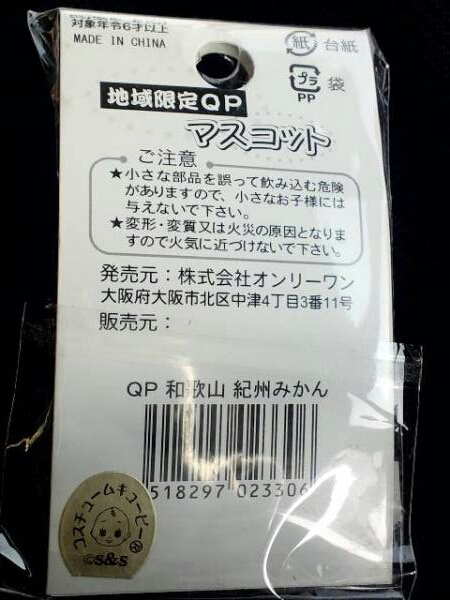 対象年令6才以上
MADE IN CHINA
紙 台紙
プラ 袋
PP
地域限定QP
マスコット
ご注意
★小さな部品を誤って飲み込む危険
がありますので、小さなお子様には
与えないで下さい。
★変形・変質又は火災の原因となりま
すので火気に近づけないで下さい。
発売元：株式会社オンリーワン
大阪府大阪市北区中津4丁目3番11号
販売元：
QP 和歌山 紀州みかん
518297 023306
コスチュームキューピー
©S&S